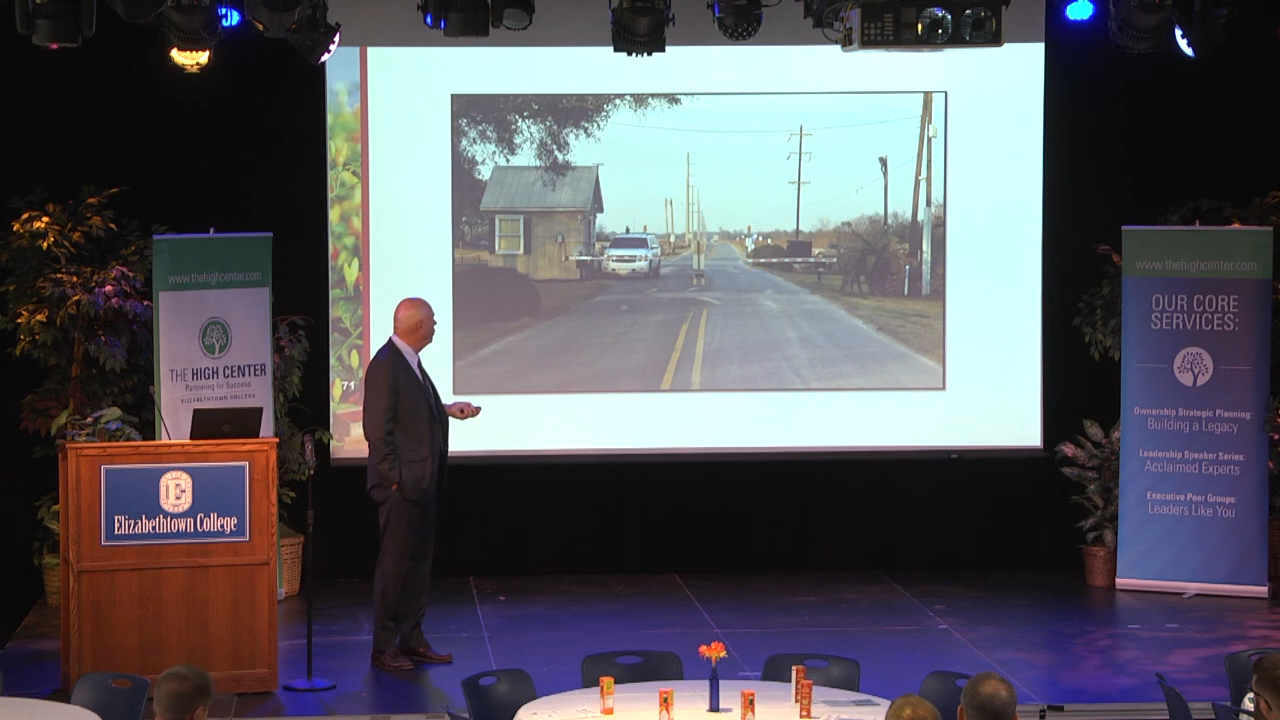 71
www.thehighcenter.com
THE HIGH CENTER
Partnering for Success
ELIZABETHTOWN COLLEGE
E
Elizabethtown College
www.thehighcenter.com
OUR CORE
SERVICES:
Ownership Strategic Planning:
Building a Legacy
Leadership Speaker Series:
Acclaimed Experts
Executive Peer Groups:
Leaders Like You